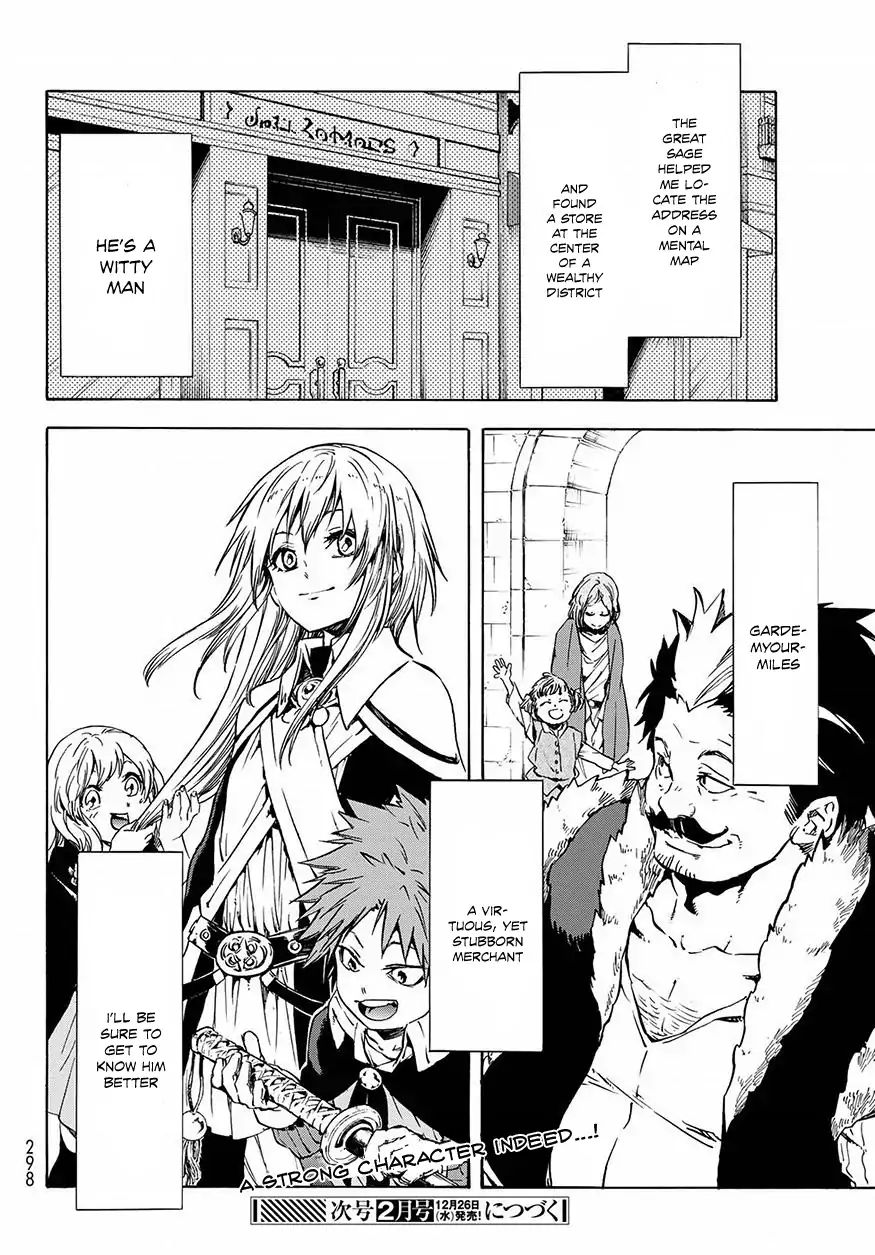 THE
GREAT
SAGE
HELPED
ME LO-
CATE THE
ADDRESS
ON A
MENTAL
MAP
AND
FOUND
A STORE
AT THE
CENTER
OF A
WEALTHY
DISTRICT
HE'S A
WITTY
MAN
GARDE-
MYOUR-
MILES
A VIR-
TUOUS, YET
STUBBORN
MERCHANT
I'LL BE
SURE TO
GET TO
KNOW HIM
BETTER
A STRONG CHARACTER INDEED...!
298
次号2月号12月26日(水)発売!につづく